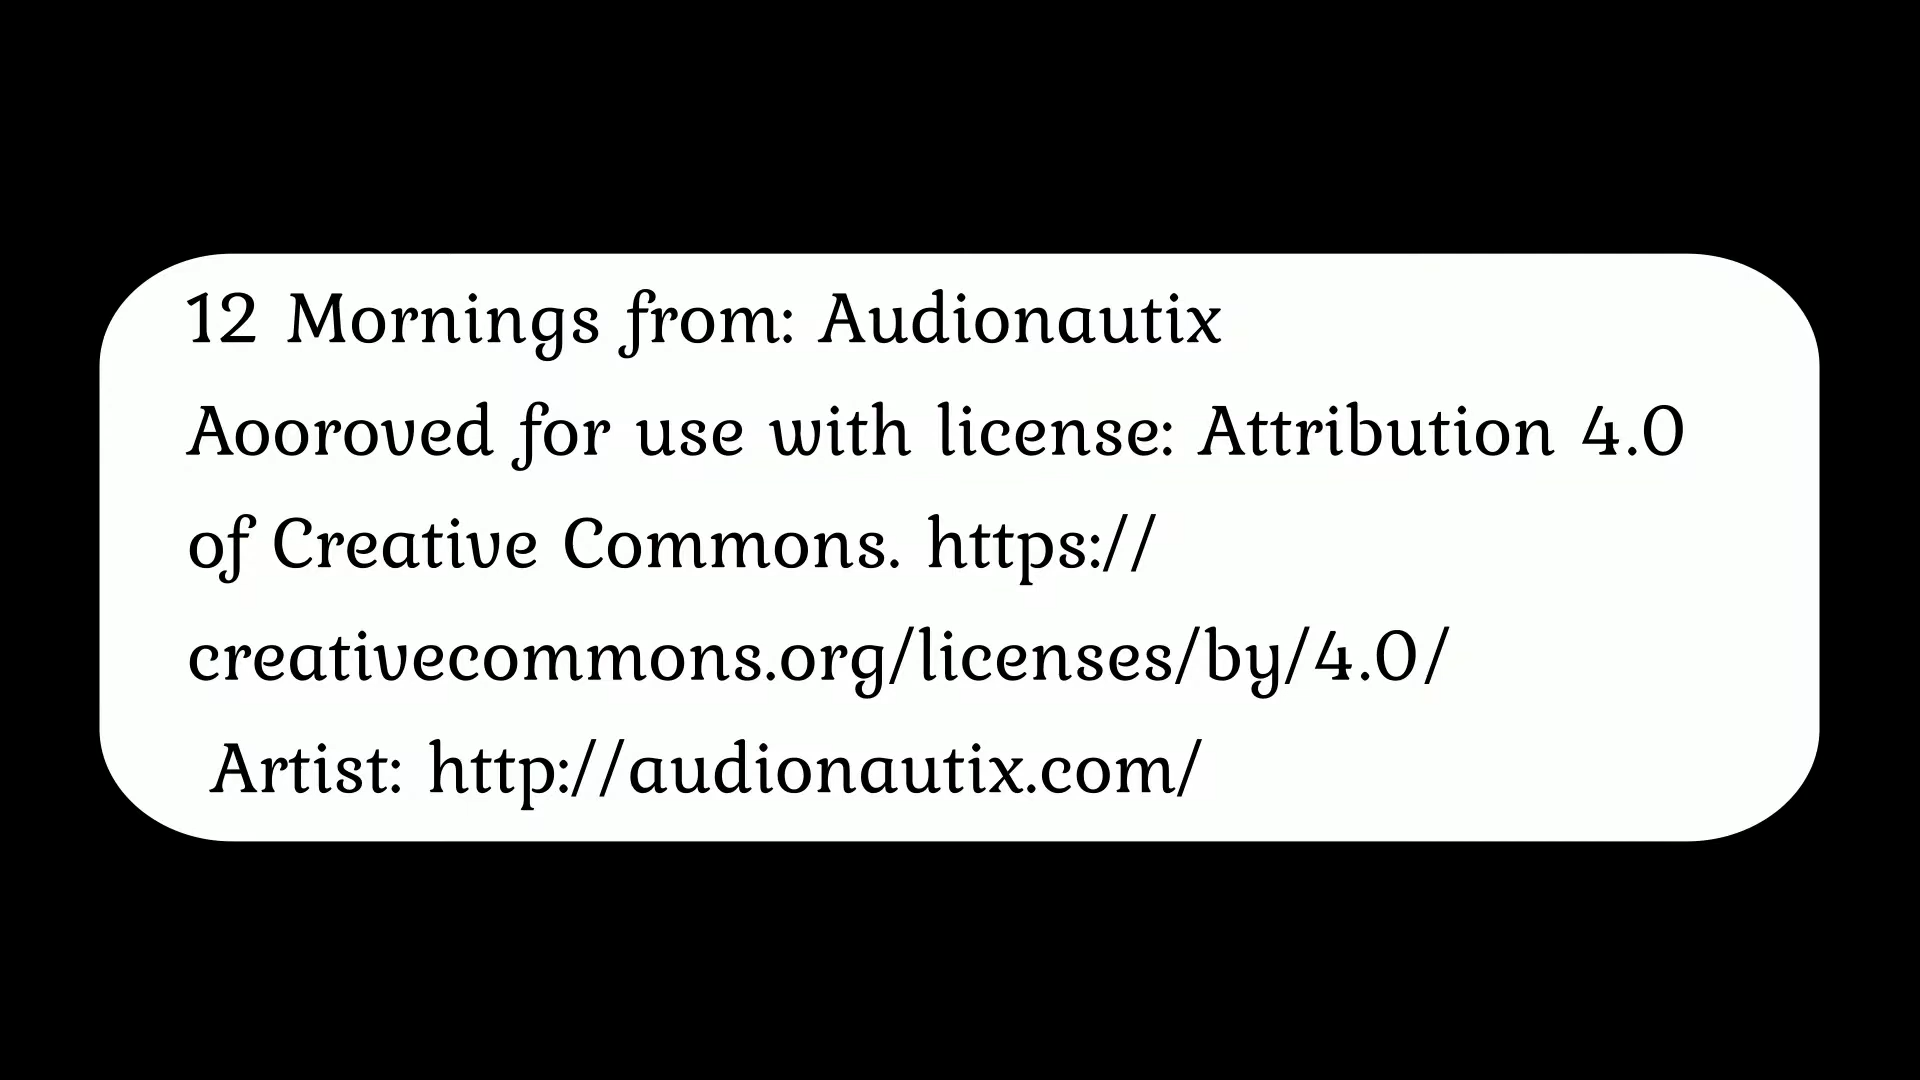 12 Mornings from: Audionautix
Aooroved for use with license: Attribution 4.0
of Creative Commons. https://
creativecommons.org/licenses/by/4.0/
Artist: http://audionautix.com/